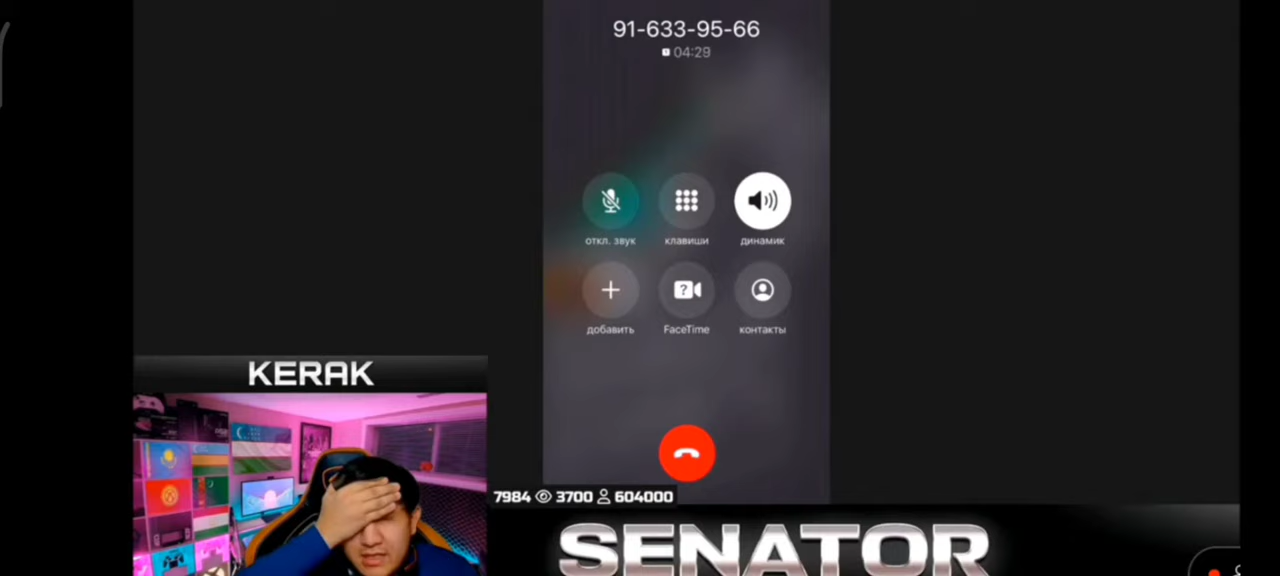 91-633-95-66
04:29
откл. звук
клавиши
динамик
добавить
FaceTime
контакты
KERAK
7984 3700 604000
SENATOR